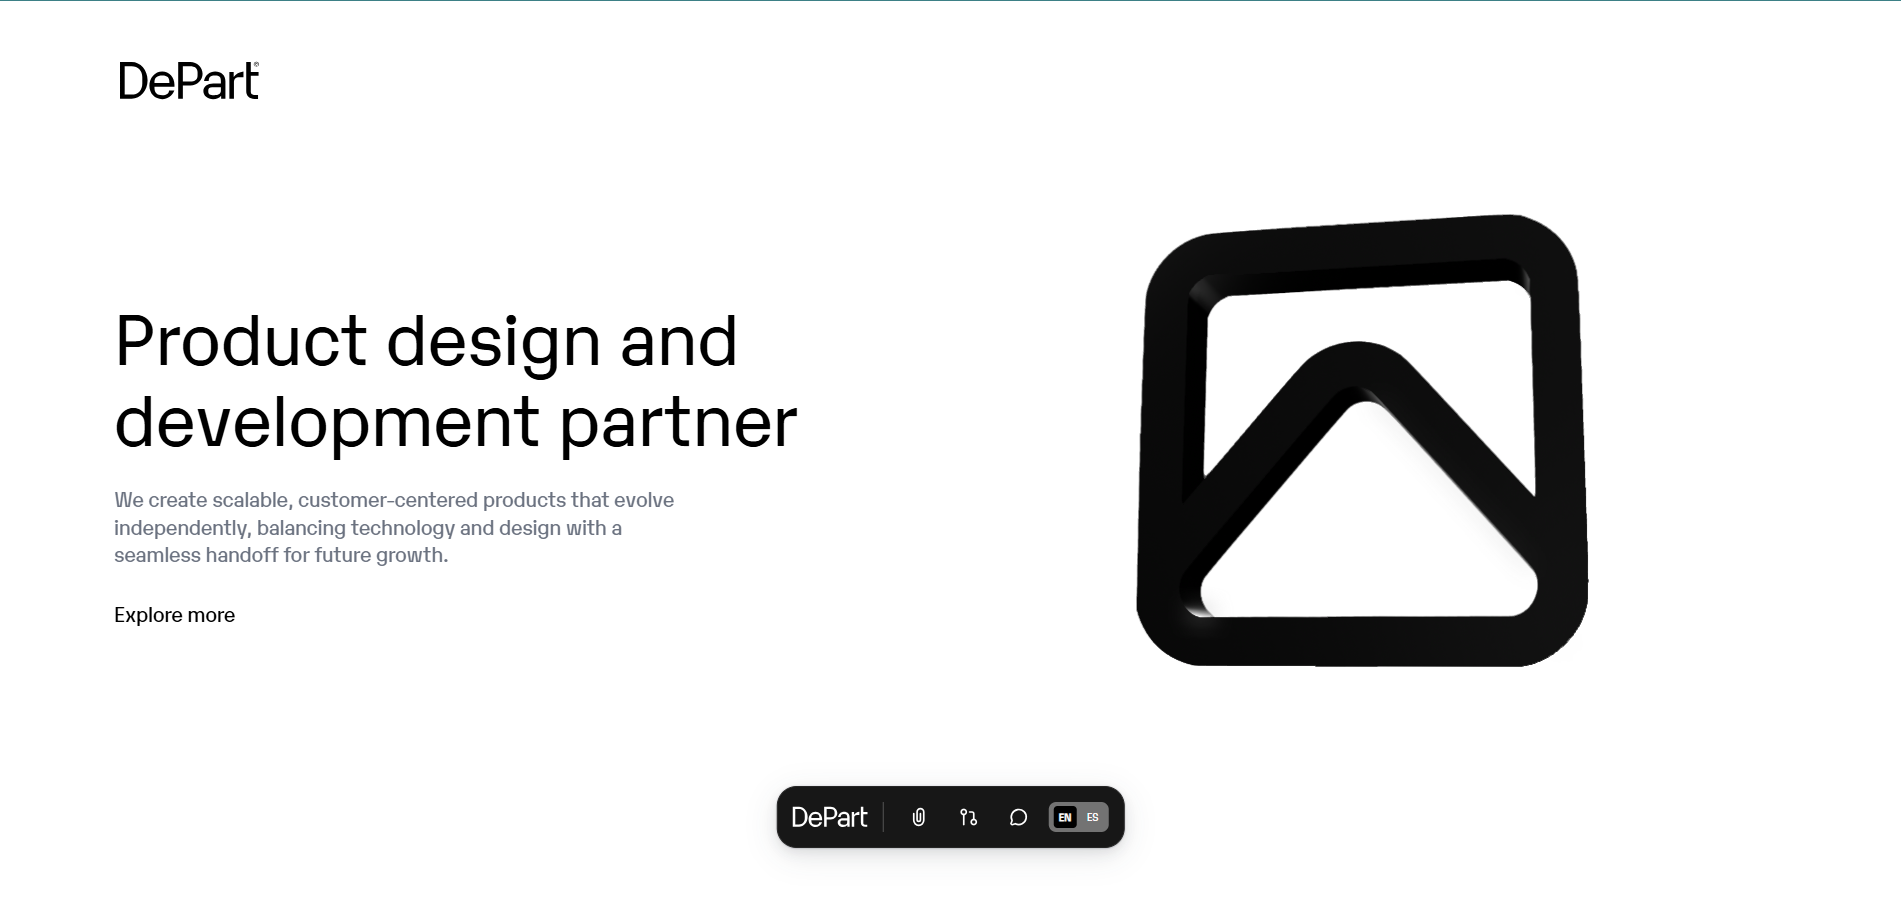 DePart®
Product design and
development partner
We create scalable, customer-centered products that evolve
independently, balancing technology and design with a
seamless handoff for future growth.
Explore more
DePart
EN ES